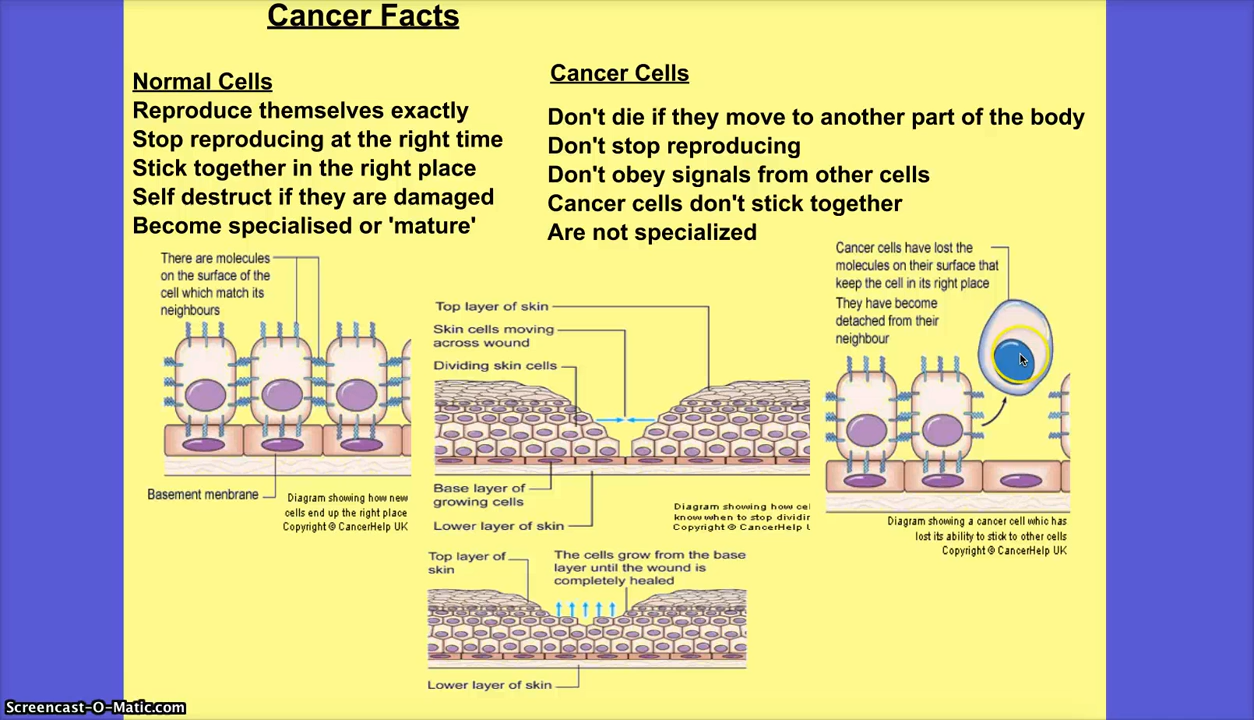 Cancer Facts
Normal Cells
Reproduce themselves exactly
Stop reproducing at the right time
Stick together in the right place
Self destruct if they are damaged
Become specialised or 'mature'
Cancer Cells
Don't die if they move to another part of the body
Don't stop reproducing
Don't obey signals from other cells
Cancer cells don't stick together
Are not specialized
There are molecules
on the surface of the
cell which match its
neighbours
Basement menbrane
Diagram showing how new
cells end up the right place
Copyright © CancerHelp UK
Top layer of skin
Skin cells moving
across wound
Dividing skin cells
Base layer of
growing cells
Lower layer of skin
Diagram showing how cel
know when to stop dividir
Copyright © CancerHelp U
Cancer cells have lost the
molecules on their surface that
keep the cell in its right place
They have become
detached from their
neighbour
Diagram showing a cancer cell whic has
lost its ability to stick to other cells
Copyright © CancerHelp UK
Top layer of
skin
The cells grow from the base
layer until the wound is
completely healed
Lower layer of skin
Screencast-O-Matic.com